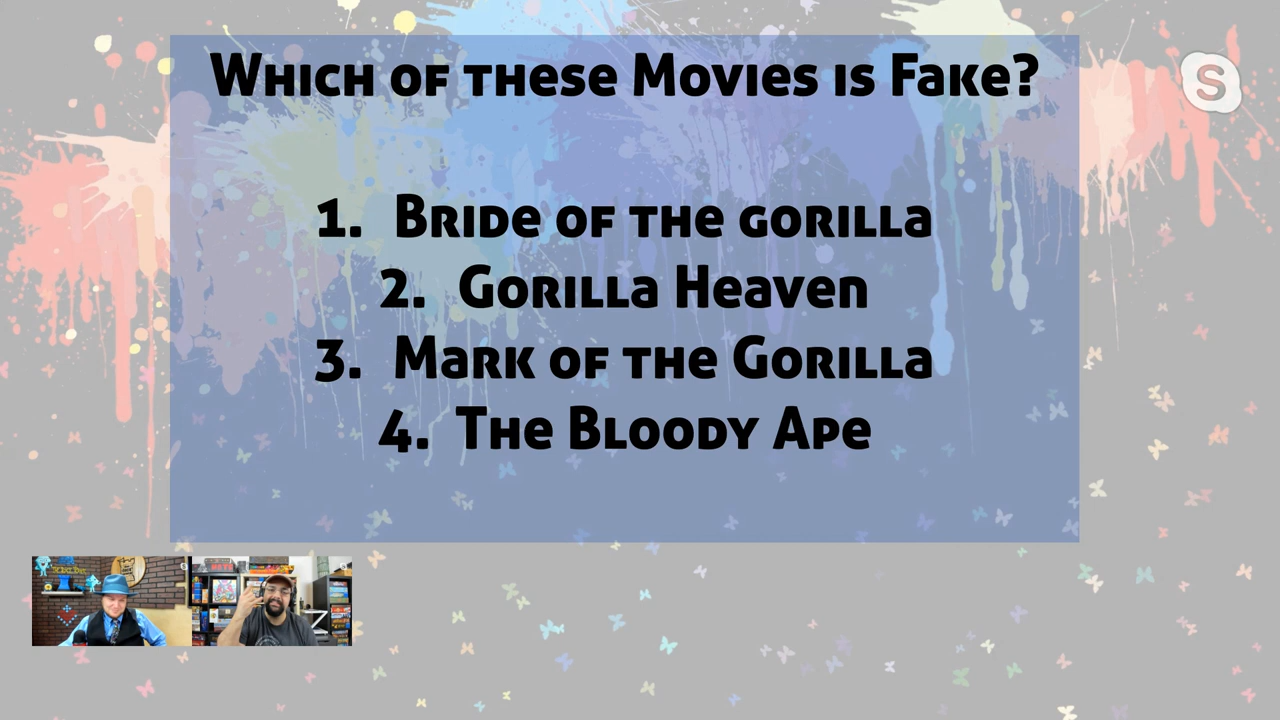 Which of these Movies is Fake?
1. Bride of the gorilla
2. Gorilla Heaven
3. Mark of the Gorilla
4. The Bloody Ape
S